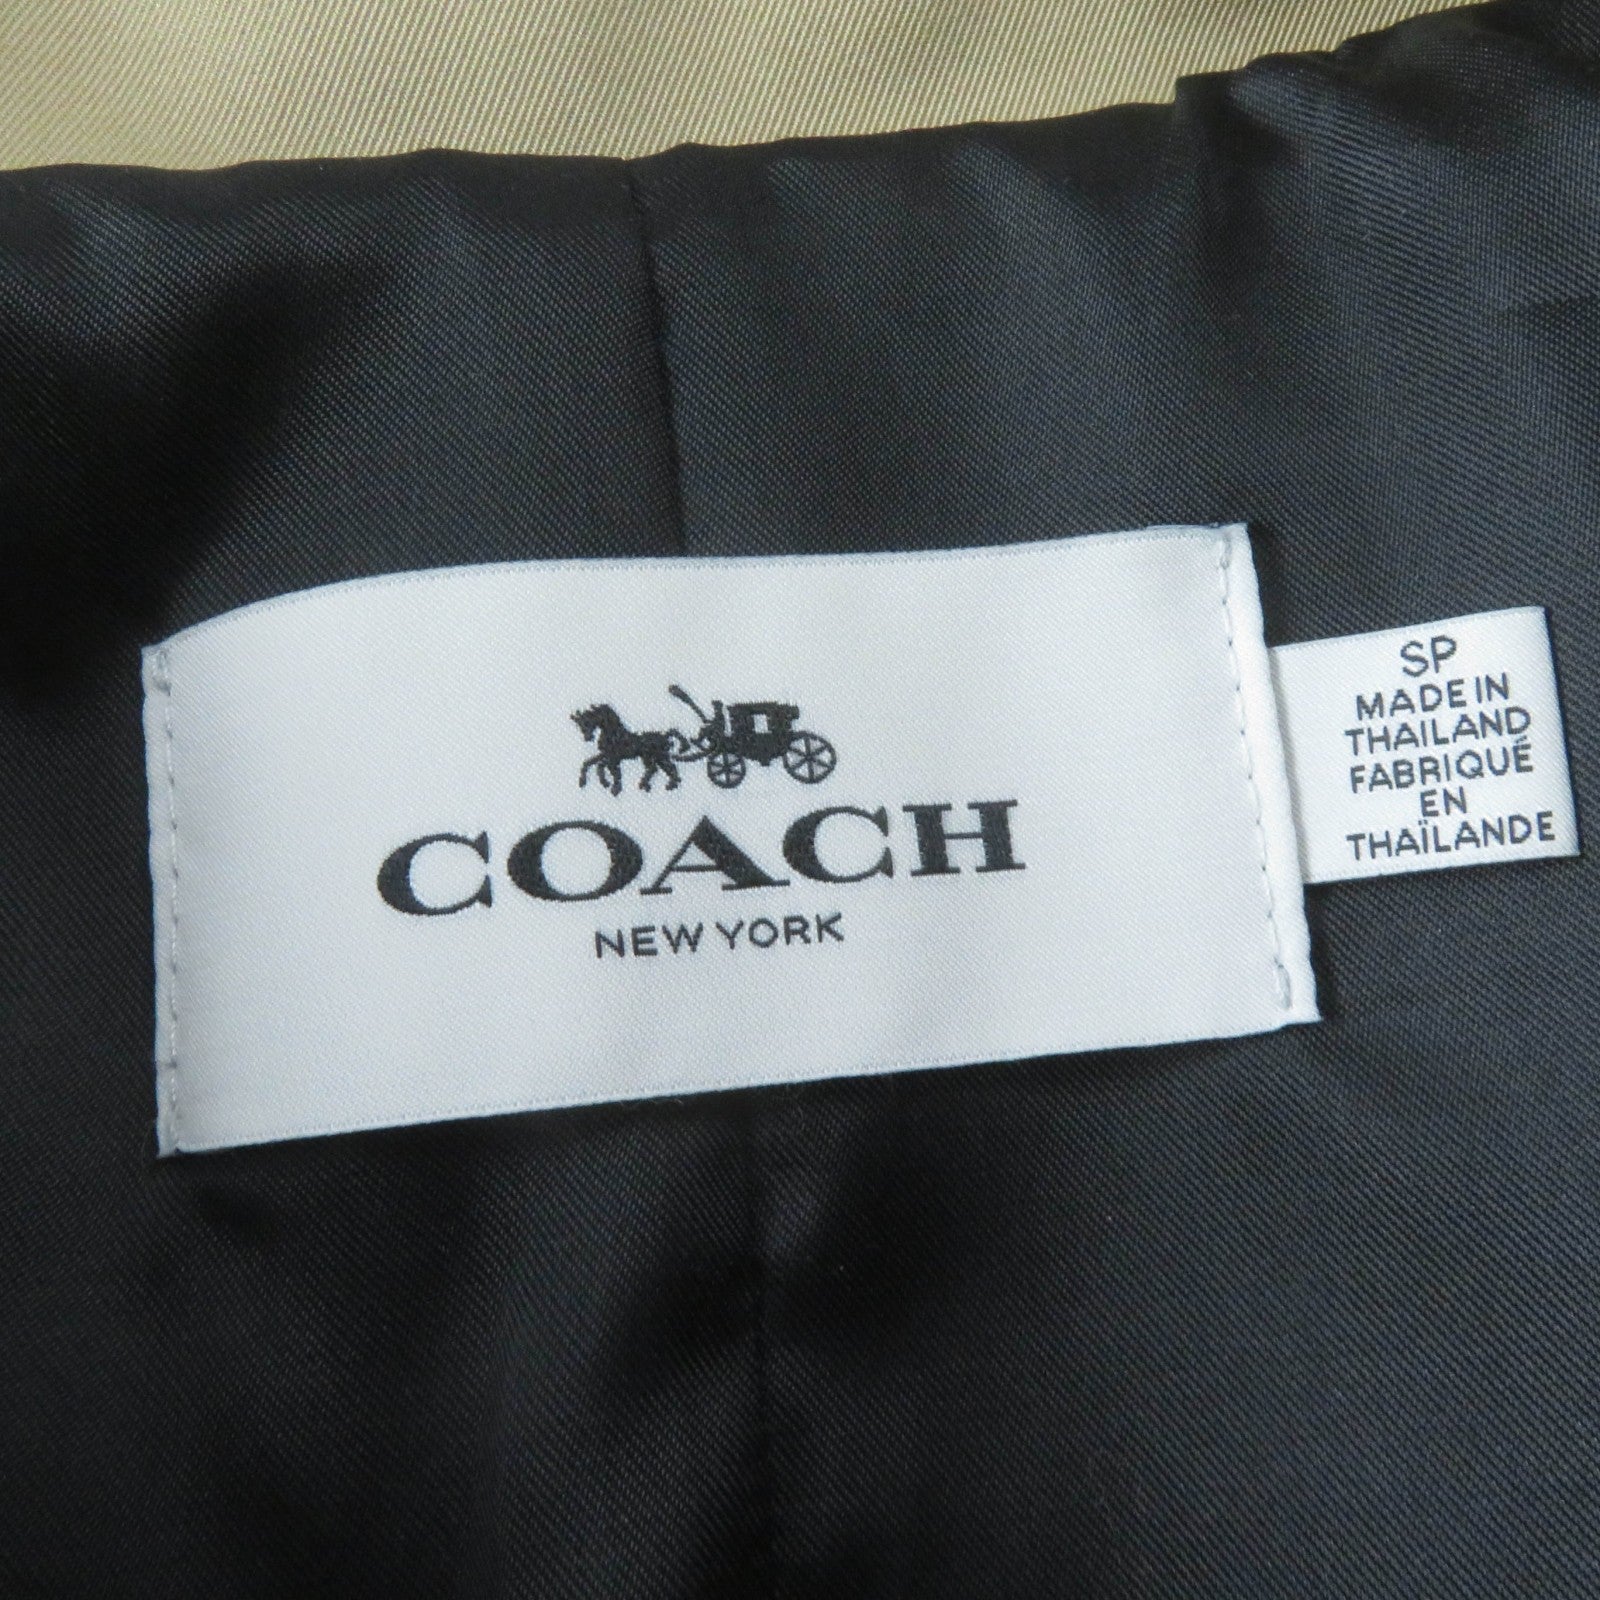 COACH
NEW YORK
SP
MADE IN
THAILAND
FABRIQUÉ
EN
THAÏLANDE